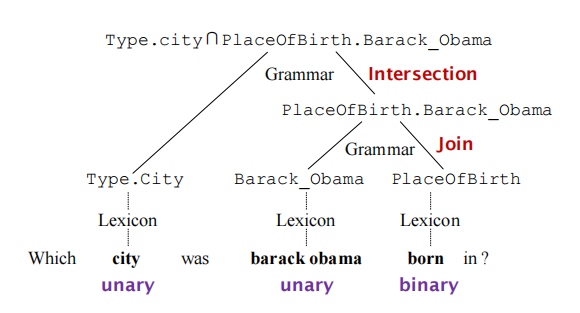 Type.city∩PlaceOfBirth.Barack_Obama
Grammar Intersection
PlaceOfBirth.Barack_Obama
Grammar Join
Type.City Barack_Obama PlaceOfBirth
Lexicon Lexicon Lexicon
Which city was barack obama born in ?
unary unary binary